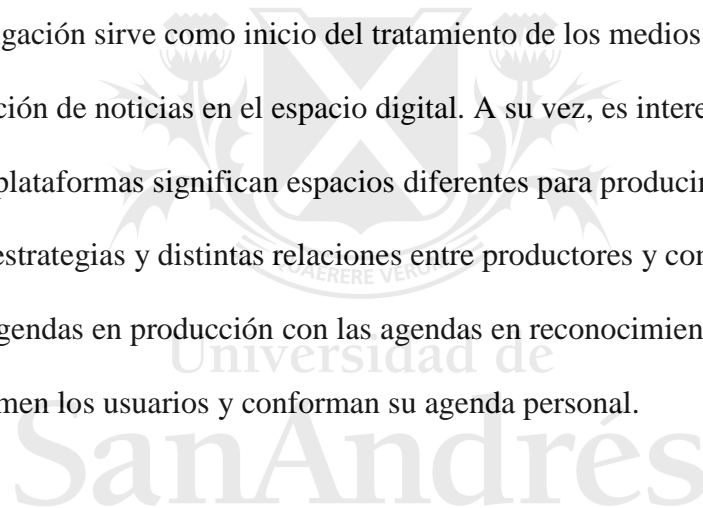 gación sirve como inicio del tratamiento de los medios
ción de noticias en el espacio digital. A su vez, es intere
plataformas significan espacios diferentes para producir
estrategias y distintas relaciones entre productores y con
QUAERERE VERUM
gendas en producción con las agendas en reconocimien
Universidad de
men los usuarios y conforman su agenda personal.
SanAndrés